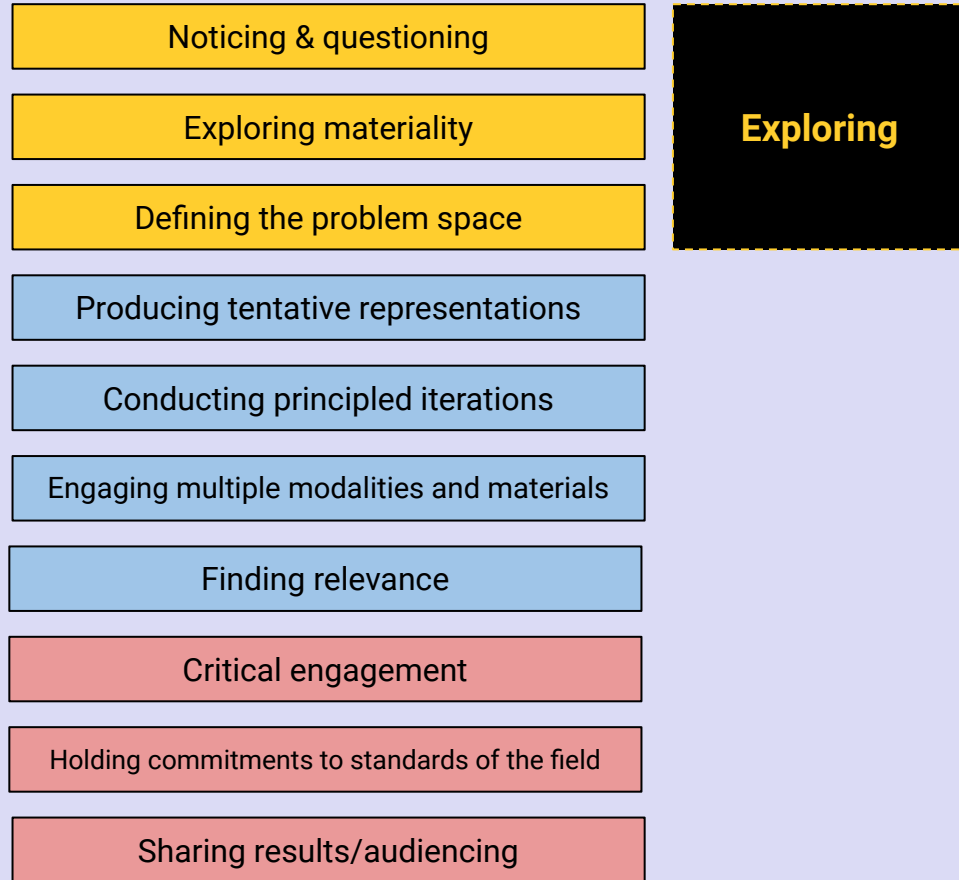 Noticing & questioning
Exploring materiality
Exploring
Defining the problem space
Producing tentative representations
Conducting principled iterations
Engaging multiple modalities and materials
Finding relevance
Critical engagement
Holding commitments to standards of the field
Sharing results/audiencing